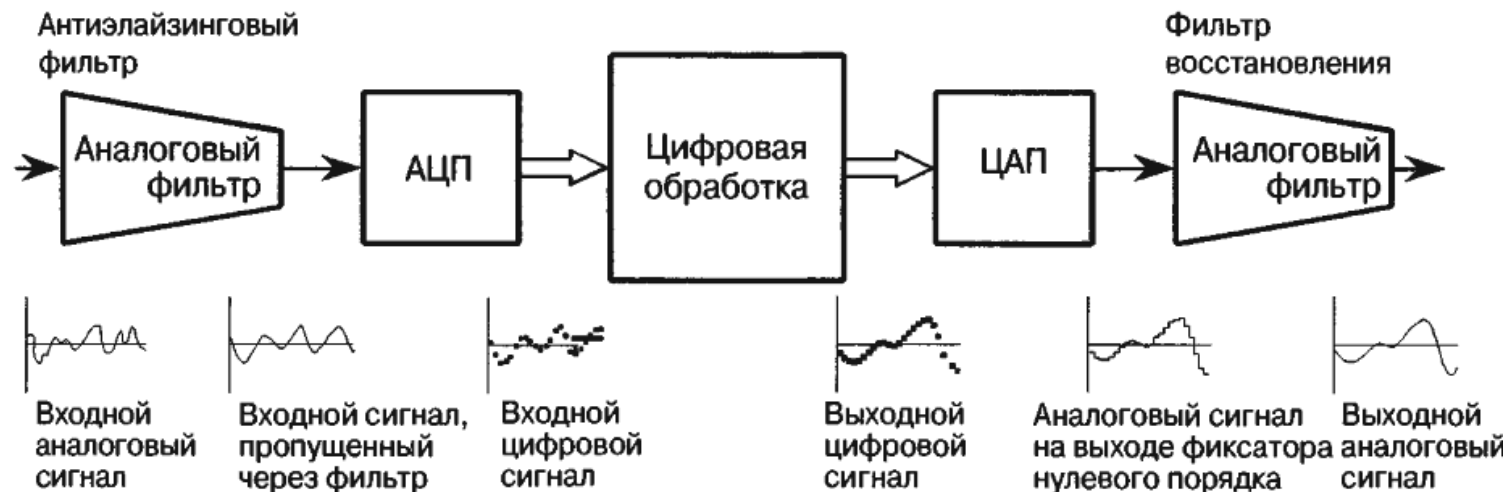 Антиэлайзинговый
фильтр
Фильтр
восстановления
Аналоговый
фильтр
АЦП
Цифровая
обработка
ЦАП
Аналоговый
фильтр
Входной
аналоговый
сигнал
Входной сигнал,
пропущенный
через фильтр
Входной
цифровой
сигнал
Выходной
цифровой
сигнал
Аналоговый сигнал
на выходе фиксатора
нулевого порядка
Выходной
аналоговый
сигнал